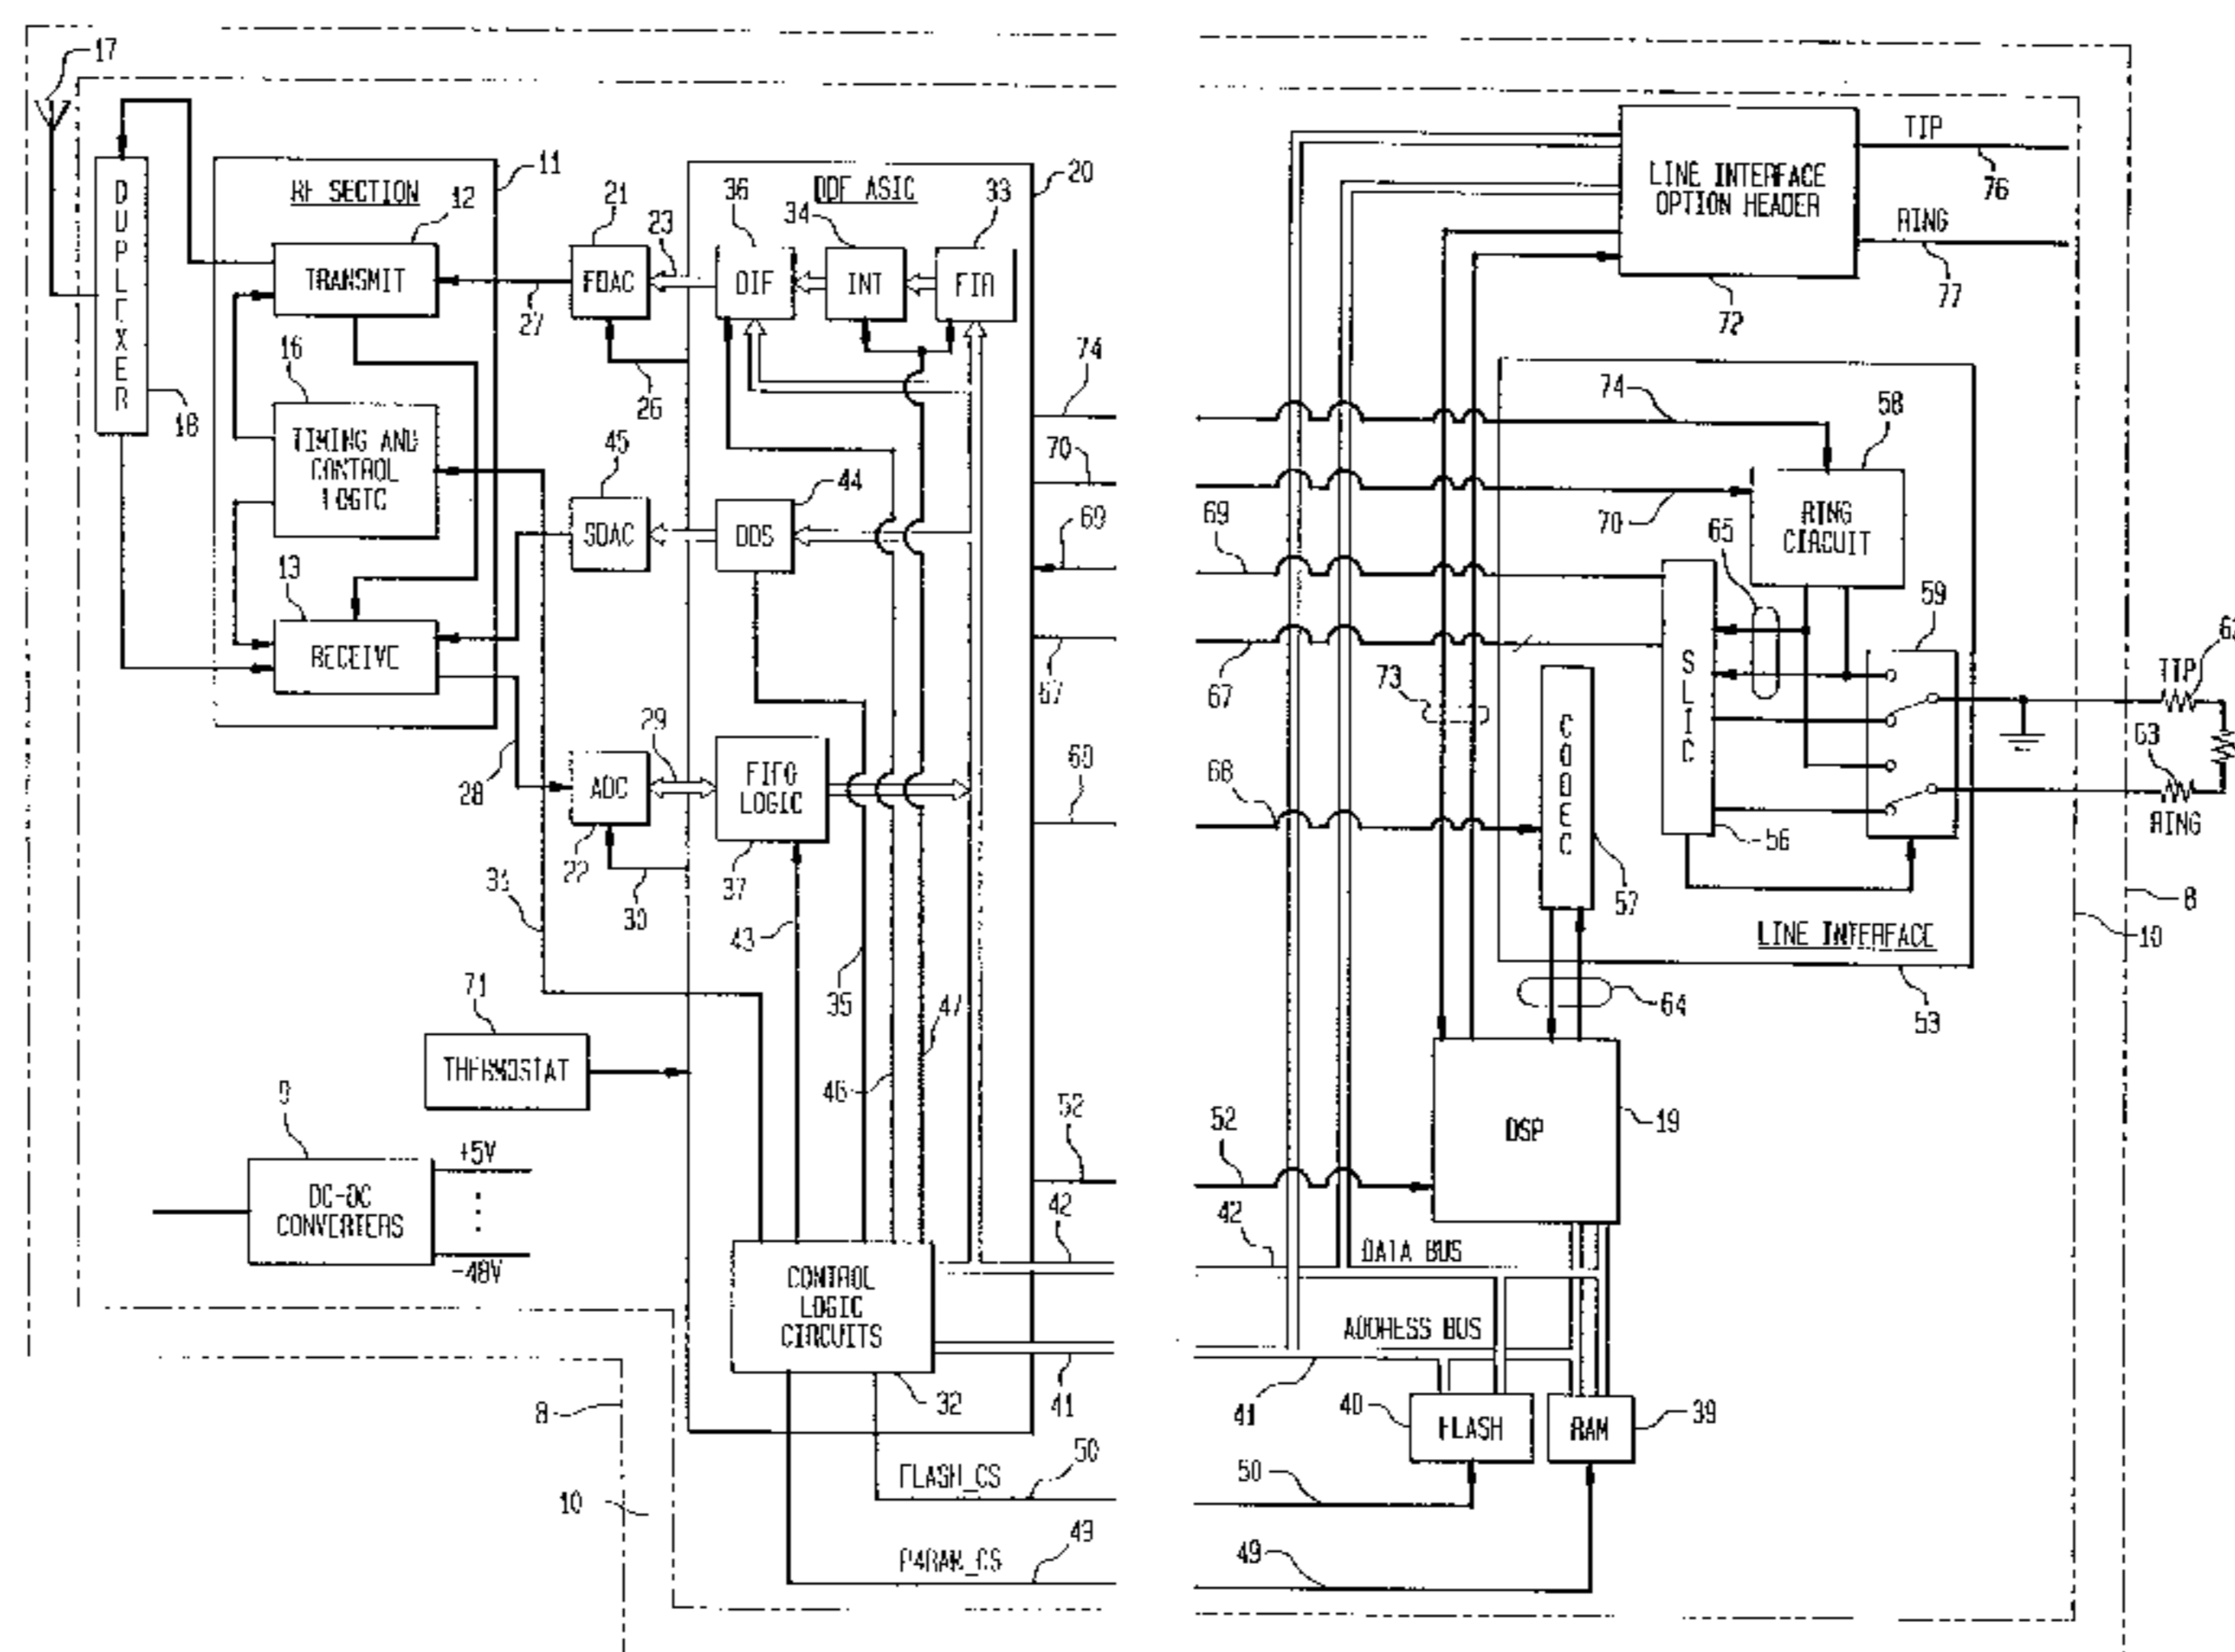 17
DUPLEXER
18
RF SECTION
11
12
TRANSMIT
16
TIMING AND
CONTROL
LOGIC
13
RECEIVE
21
FDAC
23
27
26
45
SDAC
28
29
ADC
22
30
31
DDF ASIC
20
36
DIF
34
INT
33
FIR
44
DDS
FIFO
LOGIC
37
43
35
46
47
71
THERMOSTAT
9
DC-DC
CONVERTERS
+5V
-48V
CONTROL
LOGIC
CIRCUITS
32
8
10
FLASH_CS
50
PARAM_CS
49
74
70
69
67
68
52
42
41
LINE INTERFACE
OPTION HEADER
72
TIP
76
RING
77
74
58
70
RING
CIRCUIT
69
65
59
SLIC
67
73
CODEC
68
57
56
TIP
63
RING
LINE INTERFACE
53
8
10
64
DSP
19
52
42
DATA BUS
ADDRESS BUS
41
40
FLASH
RAM
39
50
49